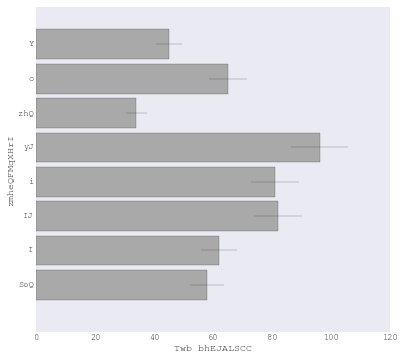 Y
o
zhQ
yJ
i
IJ
I
SoQ
zmheQFMqXHrI
0 20 40 60 80 100 120
Twb bhEJALSCC